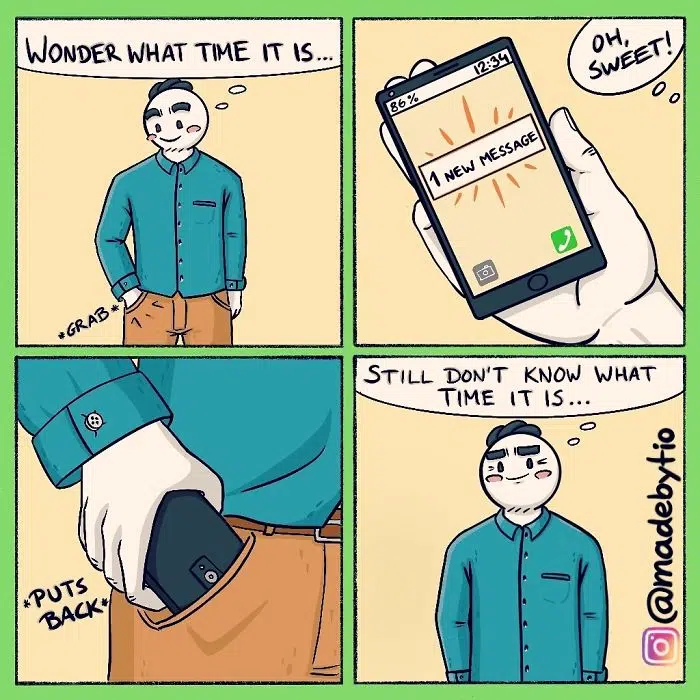 WONDER WHAT TIME IT IS...
*GRAB*
OH,
SWEET!
86%
12:34
1 NEW MESSAGE
*PUTS
BACK*
STILL DON'T KNOW WHAT
TIME IT IS...
@madebytio